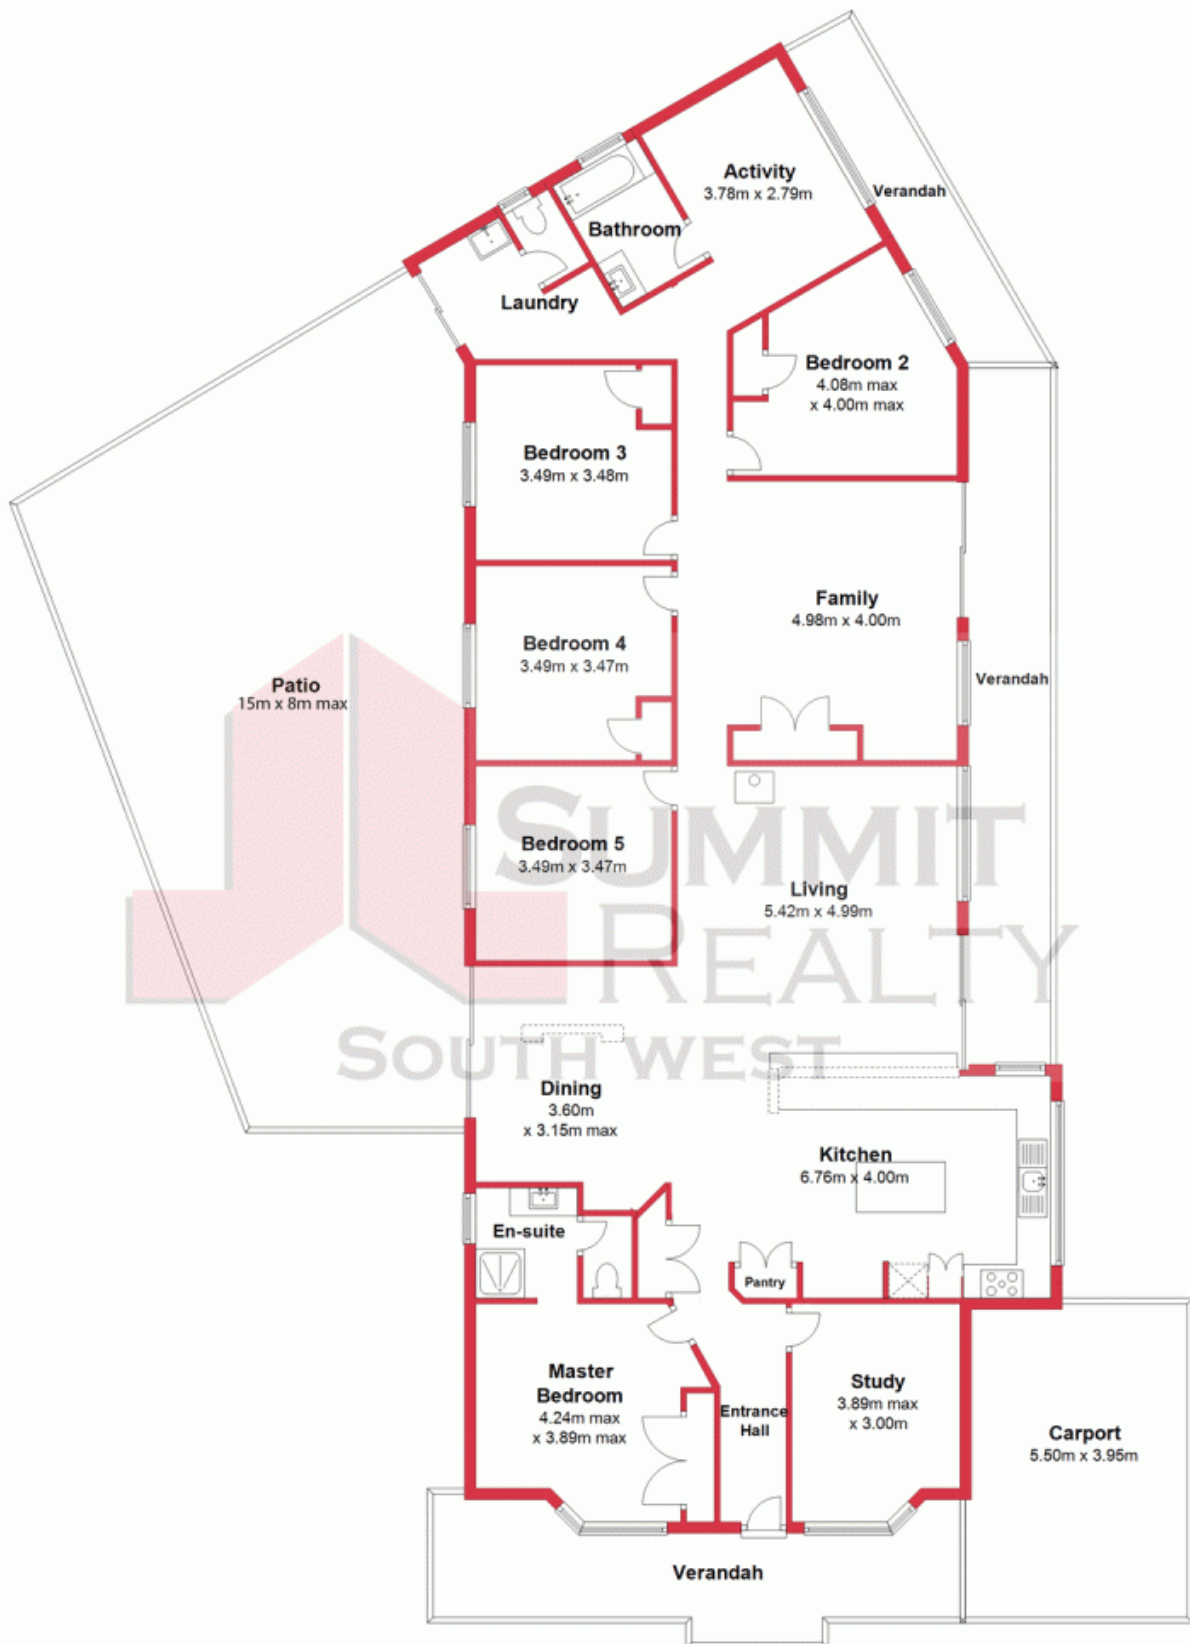 Activity
3.78m x 2.79m
Verandah
Bathroom
Laundry
Bedroom 2
4.08m max
x 4.00m max
Bedroom 3
3.49m x 3.48m
Family
4.98m x 4.00m
Bedroom 4
3.49m x 3.47m
Patio
15m x 8m max
Verandah
SUMMIT
REALTY
SOUTH WEST
Bedroom 5
3.49m x 3.47m
Living
5.42m x 4.99m
Dining
3.60m
x 3.15m max
Kitchen
6.76m x 4.00m
En-suite
Pantry
Master
Bedroom
4.24m max
x 3.89m max
Entrance
Hall
Study
3.89m max
x 3.00m
Carport
5.50m x 3.95m
Verandah